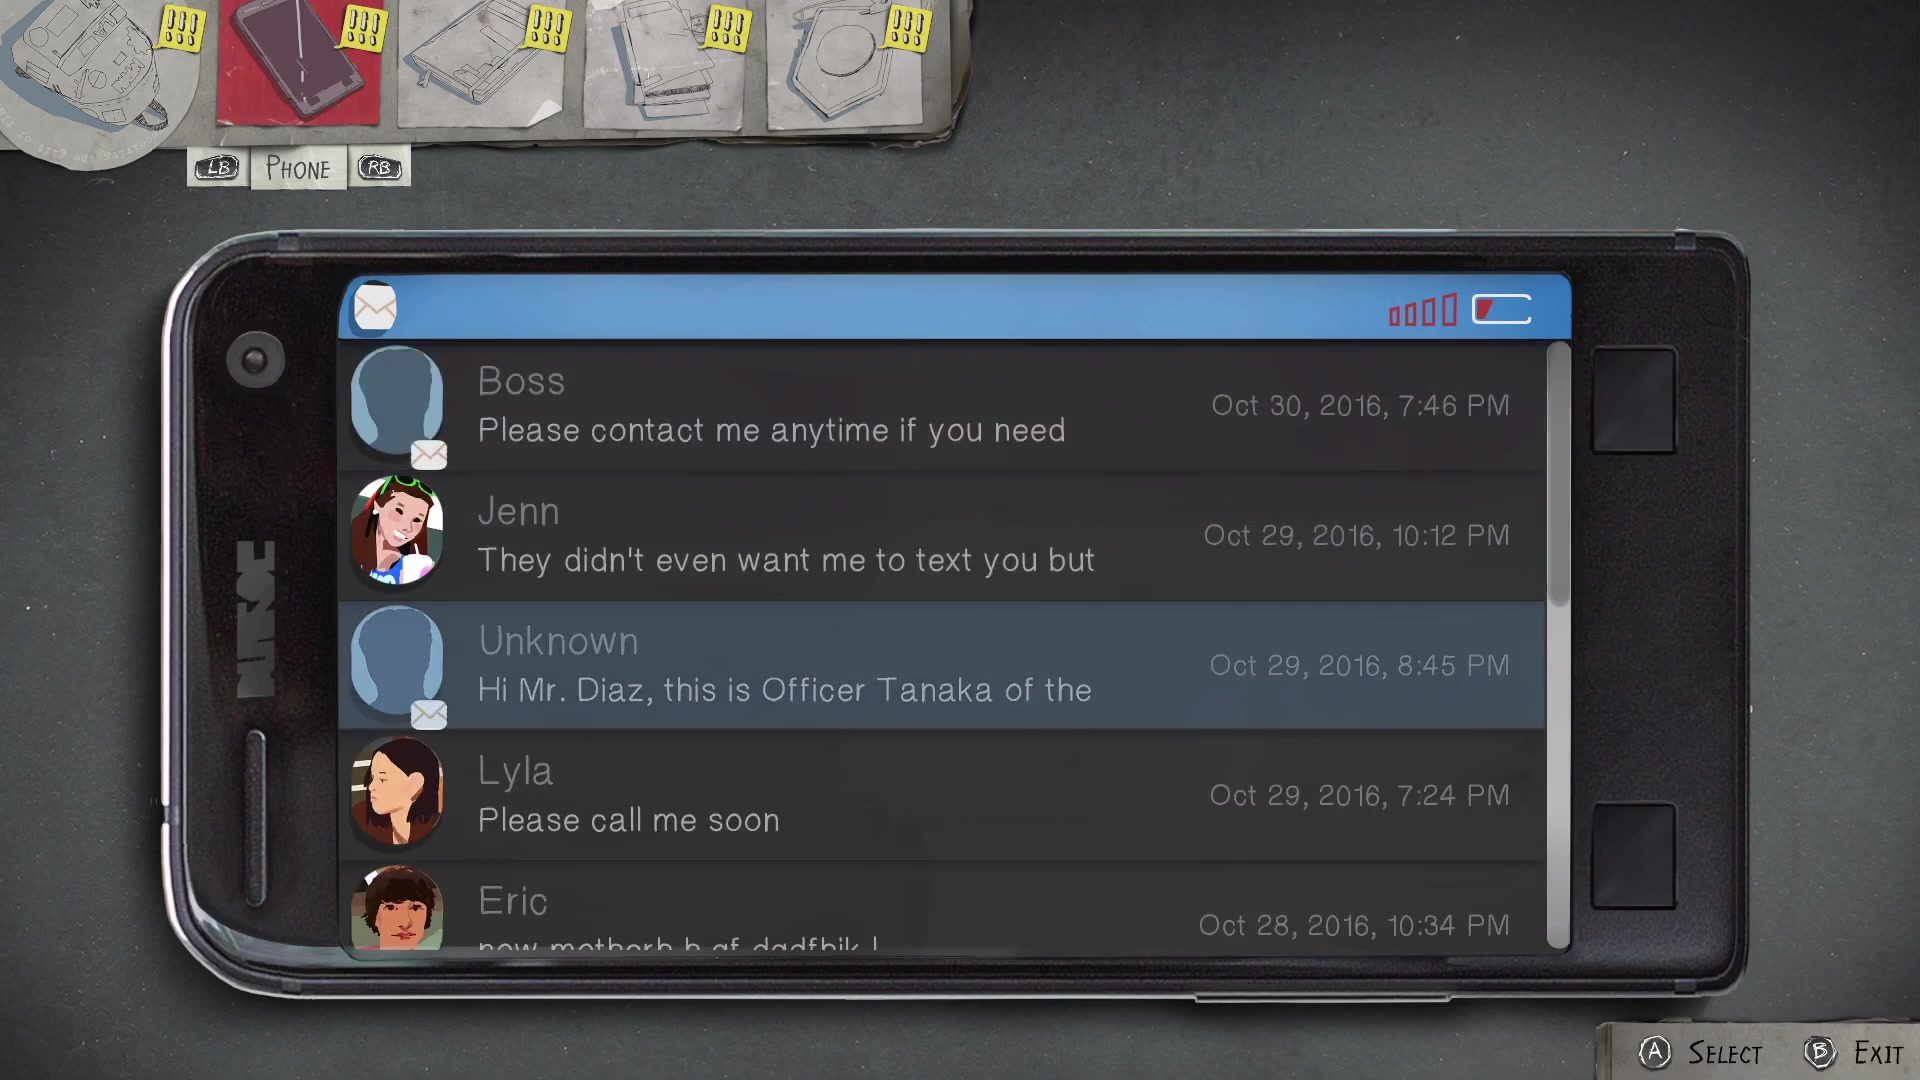 LB PHONE RB
Boss
Please contact me anytime if you need
Oct 30, 2016, 7:46 PM
Jenn
They didn't even want me to text you but
Oct 29, 2016, 10:12 PM
Unknown
Hi Mr. Diaz, this is Officer Tanaka of the
Oct 29, 2016, 8:45 PM
Lyla
Please call me soon
Oct 29, 2016, 7:24 PM
Eric
Oct 28, 2016, 10:34 PM
A SELECT B EXIT